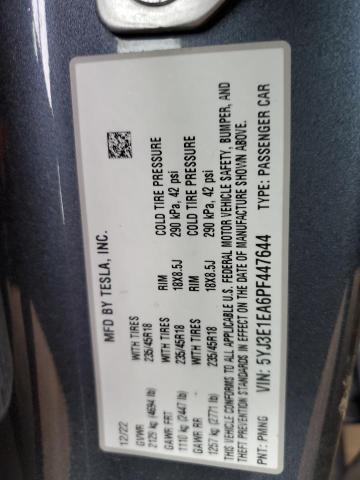 MFD BY TESLA, INC.
12/22
GVWR WITH TIRES RIM COLD TIRE PRESSURE
2129 kg (4694 lb) 235/45R18 18X8.5J 290 kPa, 42 psi
GAWR FRT WITH TIRES RIM COLD TIRE PRESSURE
1110 kg (2447 lb) 235/45R18 18X8.5J 290 kPa, 42 psi
GAWR RR
1257 kg (2771 lb) 235/45R18
THIS VEHICLE CONFORMS TO ALL APPLICABLE U.S. FEDERAL MOTOR VEHICLE SAFETY, BUMPER, AND
THEFT PREVENTION STANDARDS IN EFFECT ON THE DATE OF MANUFACTURE SHOWN ABOVE.
VIN: 5YJ3E1EA6PF447644 TYPE: PASSENGER CAR
PNT: PMNG